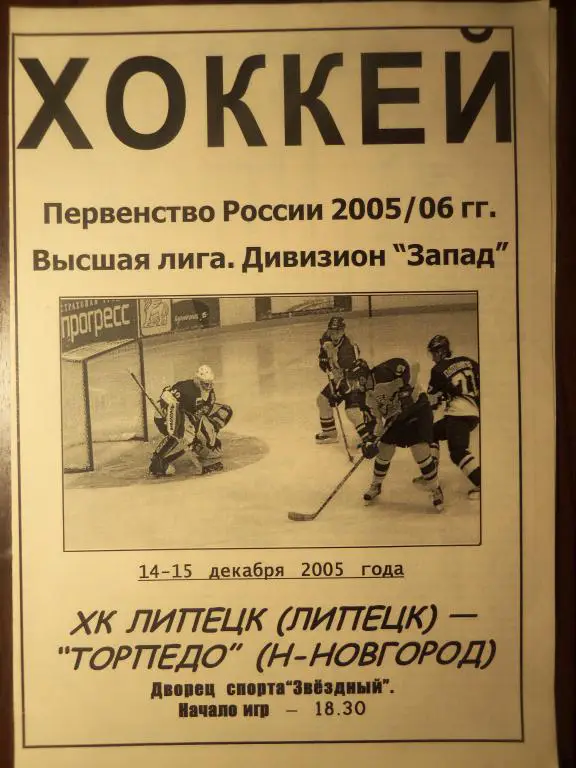 ХОККЕЙ
Первенство России 2005/06 гг.
Высшая лига. Дивизион “Запад”
СТРАХОВАЯ
прогресс
14-15 декабря 2005 года
ХК ЛИПЕЦК (ЛИПЕЦК) —
“ТОРПЕДО” (Н-НОВГОРОД)
Дворец спорта“Звёздный”.
Начало игр – 18.30